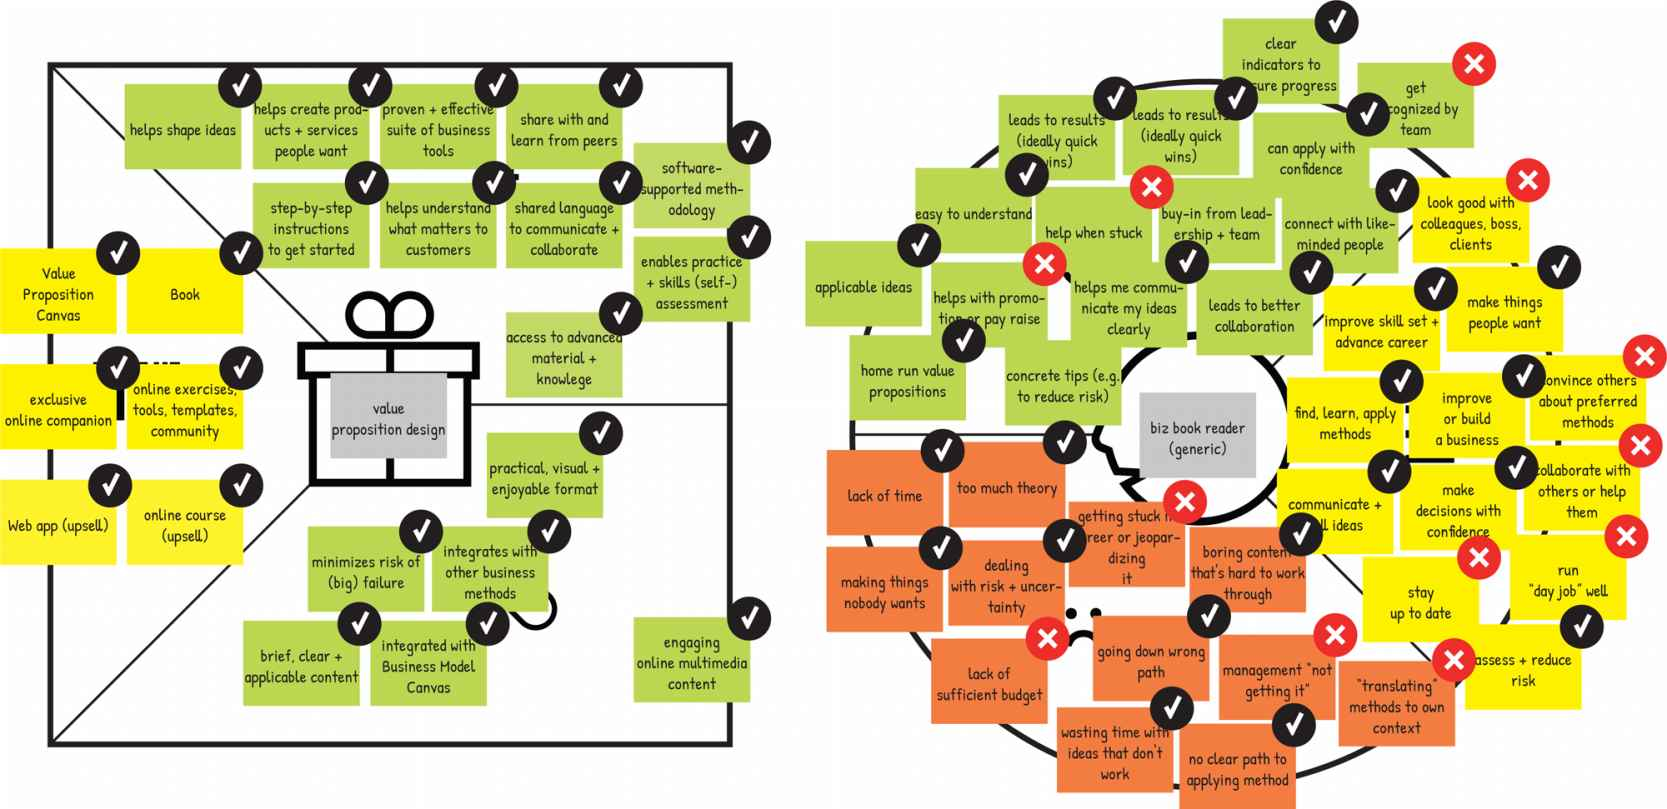 helps shape ideas
helps create prod-
ucts + services
people want
proven + effective
suite of business
tools
share with and
learn from peers
software-
supported meth-
odology
step-by-step
instructions
to get started
helps understand
what matters to
customers
shared language
to communicate +
collaborate
enables practice
+ skills (self-)
assessment
Value
Proposition
Canvas
Book
access to advanced
material +
knowlege
exclusive
online companion
online exercises,
tools, templates,
community
value
proposition design
practical, visual +
enjoyable format
Web app (upsell)
online course
(upsell)
minimizes risk of
(big) failure
integrates with
other business
methods
brief, clear +
applicable content
integrated with
Business Model
Canvas
engaging
online multimedia
content
clear
indicators to
sure progress
get
cognized by
team
leads to results
(ideally quick
wins)
leads to results
(ideally quick
wins)
can apply with
confidence
easy to understand
help when stuck
buy-in from lead-
ership + team
connect with like-
minded people
look good with
colleagues, boss,
clients
applicable ideas
helps with promo-
tion or pay raise
helps me commu-
nicate my ideas
clearly
leads to better
collaboration
improve skill set +
advance career
make things
people want
home run value
propositions
concrete tips (e.g.
to reduce risk)
biz book reader
(generic)
find, learn, apply
methods
improve
or build
a business
convince others
about preferred
methods
lack of time
too much theory
getting stuck in
reer or jeopar-
dizing
it
communicate +
ll ideas
make
decisions with
confidence
collaborate with
others or help
them
making things
nobody wants
dealing
with risk + uncer-
tainty
boring content
that's hard to work
through
stay
up to date
run
"day job" well
lack of
sufficient budget
going down wrong
path
management "not
getting it"
"translating"
methods to own
context
assess + reduce
risk
wasting time with
ideas that don't
work
no clear path to
applying method